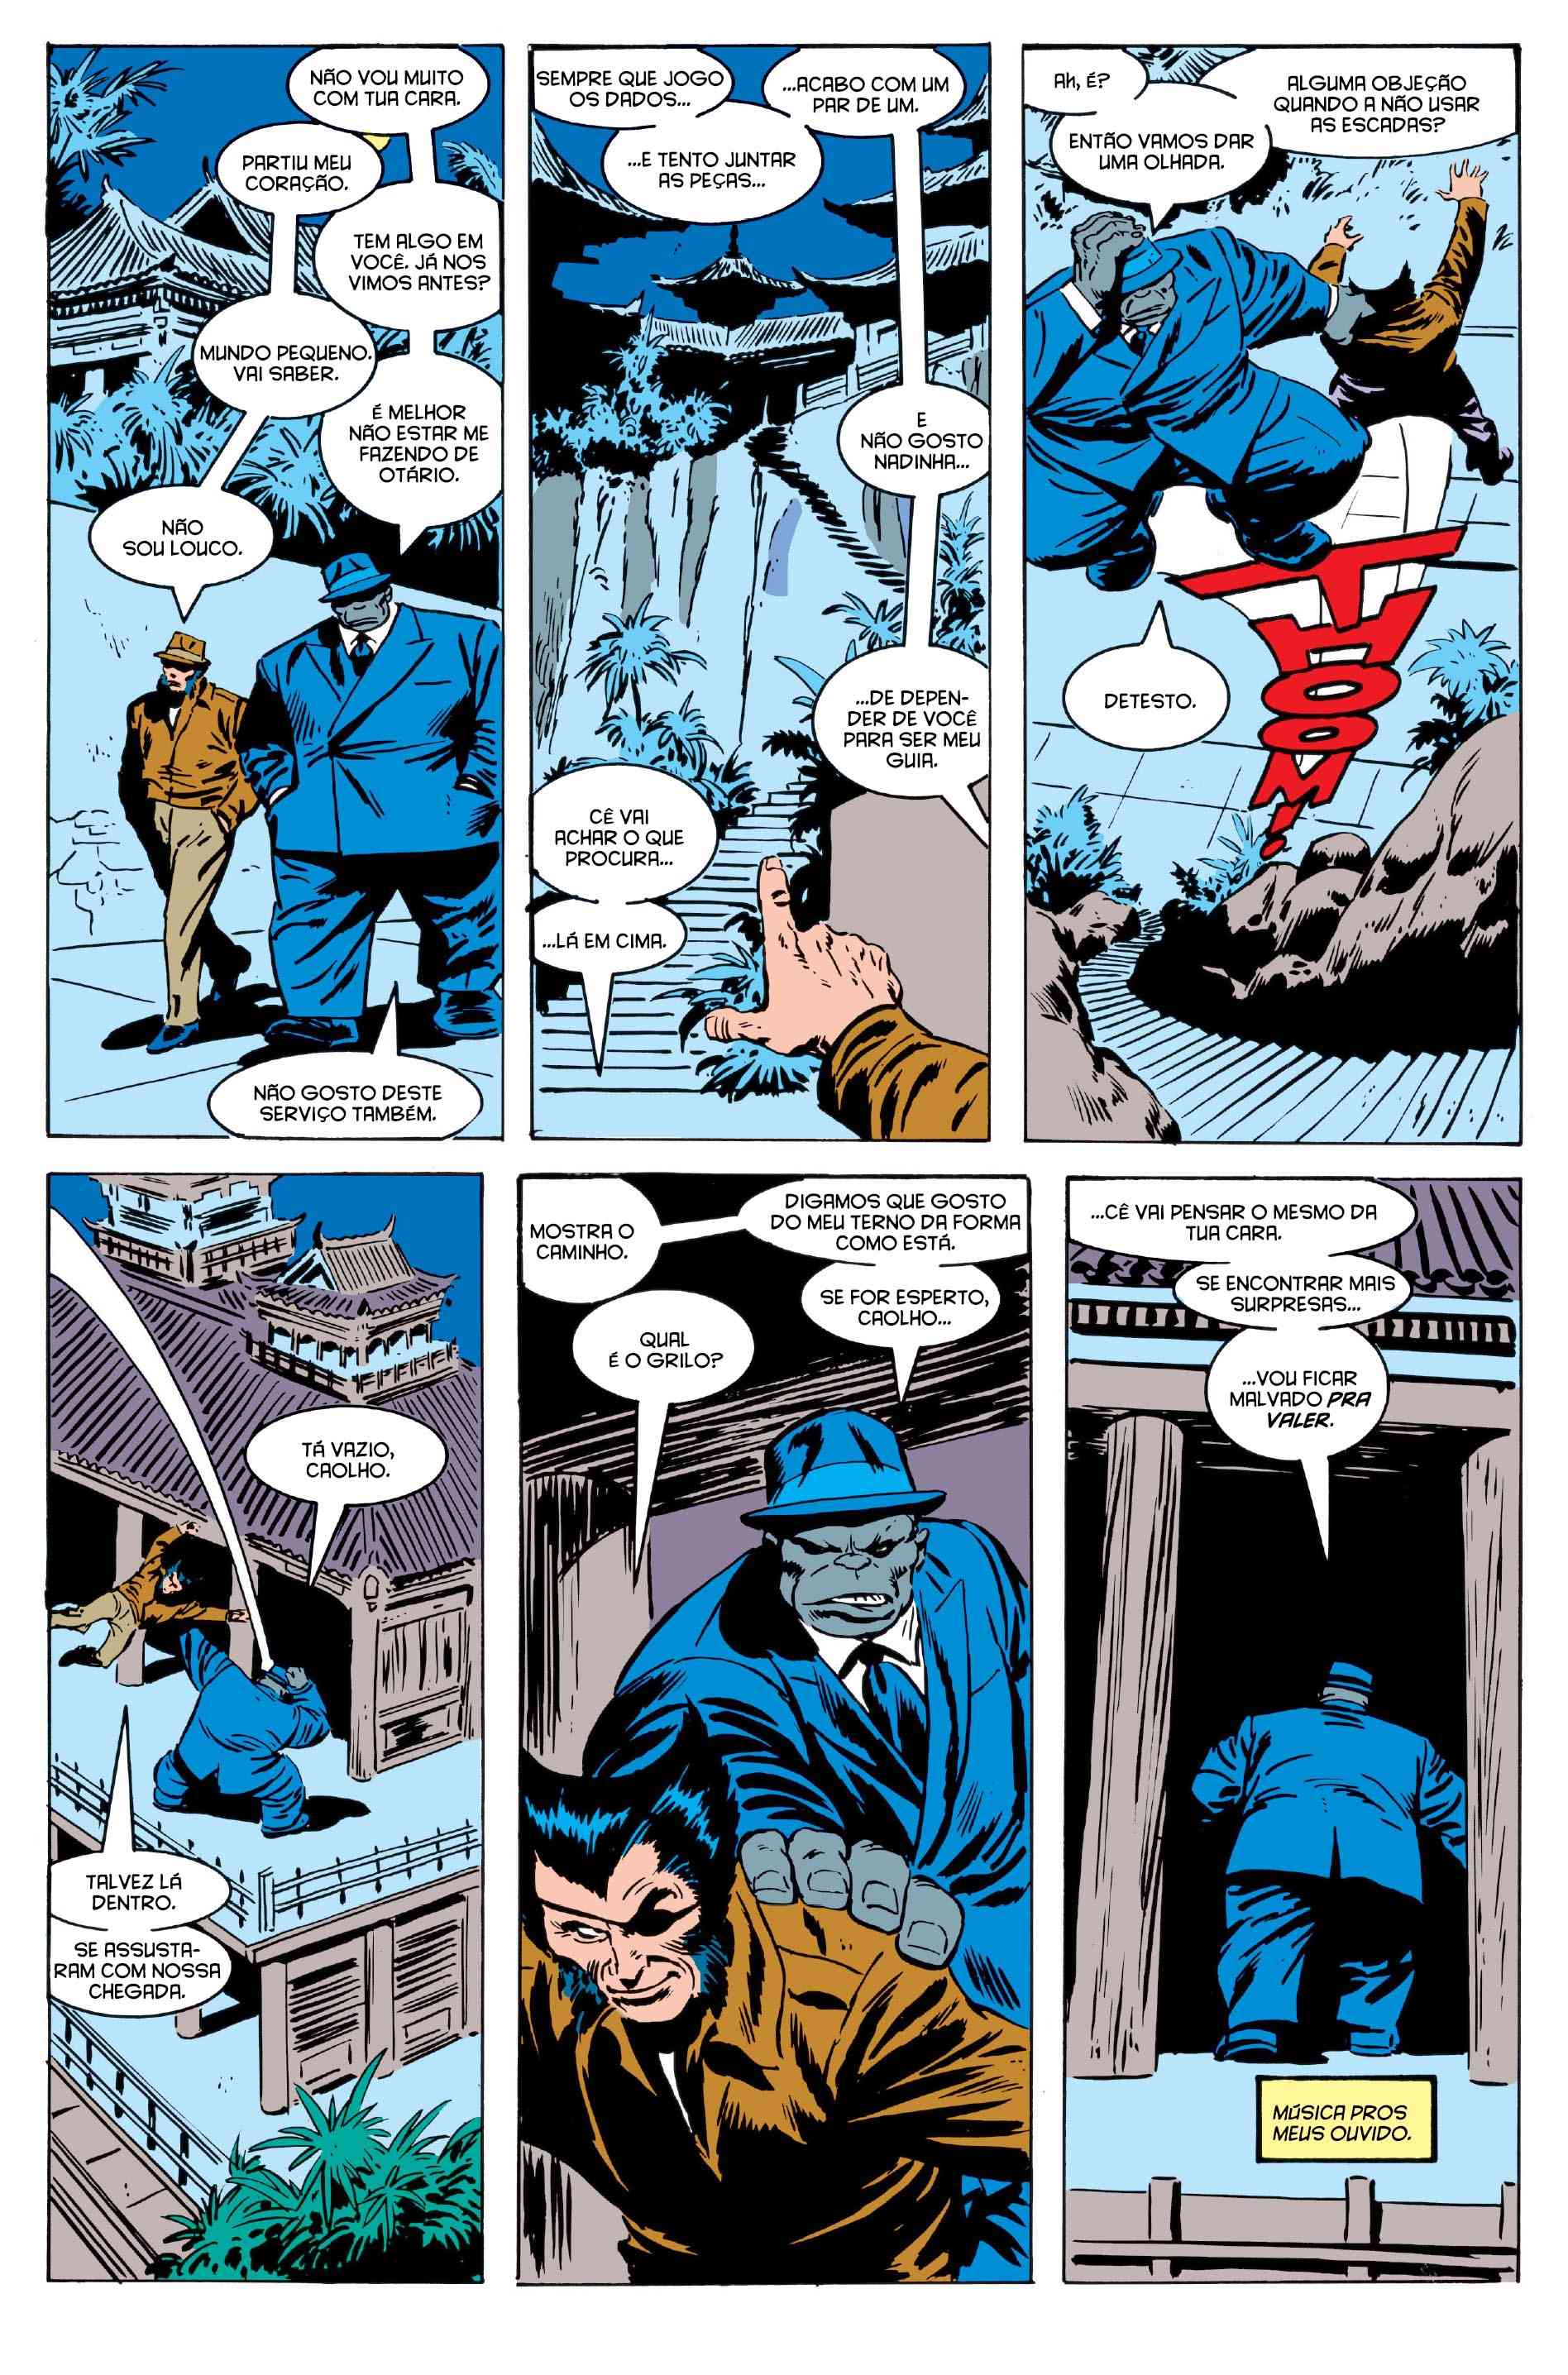 NÃO VOU MUITO
COM TUA CARA.
PARTIU MEU
CORAÇÃO.
TEM ALGO EM
VOCÊ. JÁ NOS
VIMOS ANTES?
MUNDO PEQUENO.
VAI SABER.
É MELHOR
NÃO ESTAR ME
FAZENDO DE
OTÁRIO.
NÃO
SOU LOUCO.
NÃO GOSTO DESTE
SERVIÇO TAMBÉM.
SEMPRE QUE JOGO
OS DADOS...
...E TENTO JUNTAR
AS PEÇAS...
...ACABO COM UM
PAR DE UM.
E
NÃO GOSTO
NADINHA...
...DE DEPEN-
DER DE VOCÊ
PARA SER MEU
GUIA.
CÊ VAI
ACHAR O QUE
PROCURA...
...LÁ EM CIMA.
Ah, É?
ENTÃO VAMOS DAR
UMA OLHADA.
ALGUMA OBJEÇÃO
QUANDO A NÃO USAR
AS ESCADAS?
THOOM!
DETESTO.
TÁ VAZIO,
CAOLHO.
TALVEZ LÁ
DENTRO.
SE ASSUSTA-
RAM COM NOSSA
CHEGADA.
MOSTRA O
CAMINHO.
QUAL
É O GRILO?
DIGAMOS QUE GOSTO
DO MEU TERNO DA FORMA
COMO ESTÁ.
SE FOR ESPERTO,
CAOLHO...
...CÊ VAI PENSAR O MESMO DA
TUA CARA.
SE ENCONTRAR MAIS
SURPRESAS...
...VOU FICAR
MALVADO PRA
VALER.
MÚSICA PROS
MEUS OUVIDO.